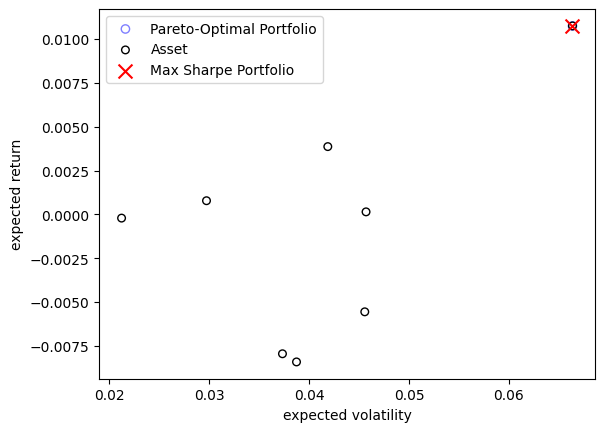 Pareto-Optimal Portfolio
Asset
Max Sharpe Portfolio
0.0100
0.0075
0.0050
0.0025
0.0000
−0.0025
−0.0050
−0.0075
expected return
0.02 0.03 0.04 0.05 0.06
expected volatility